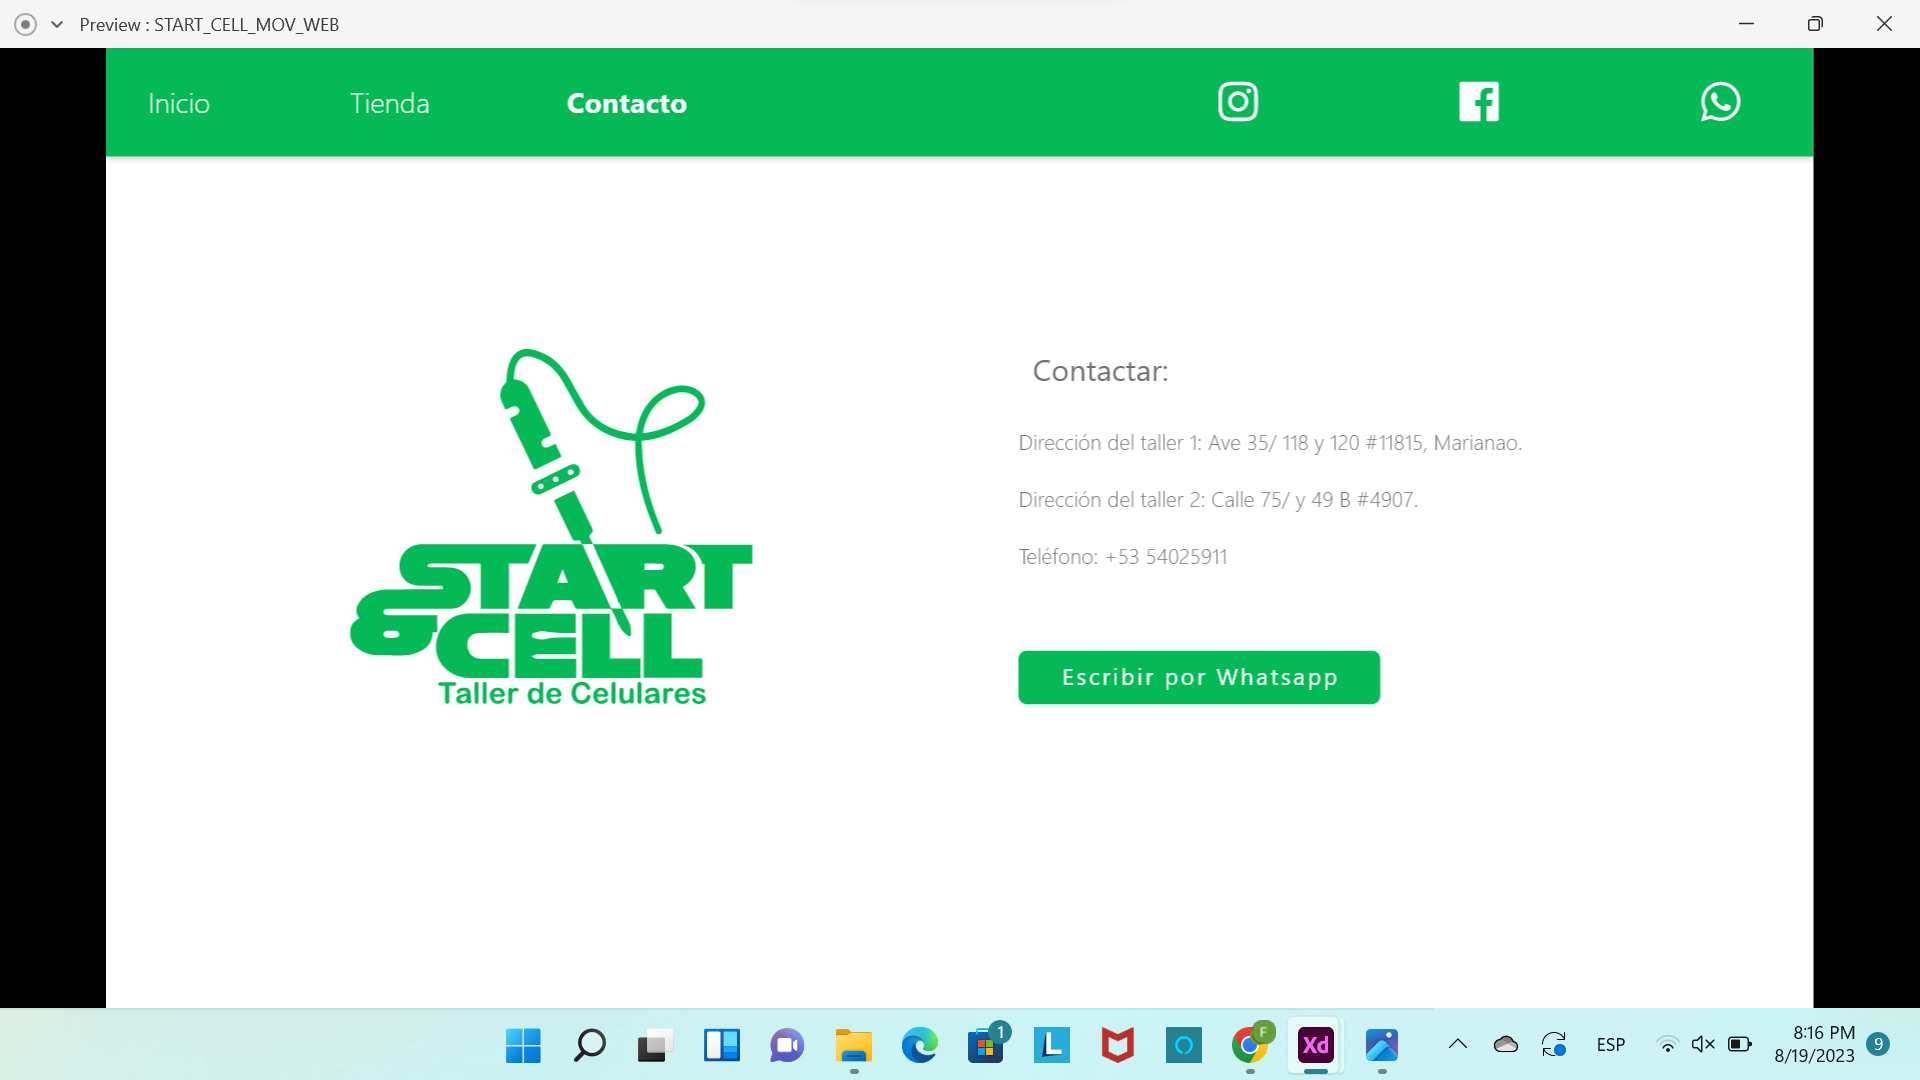 Preview : START_CELL_MOV_WEB
Inicio Tienda Contacto
START
&CELL
Taller de Celulares
Contactar:
Dirección del taller 1: Ave 35/ 118 y 120 #11815, Marianao.
Dirección del taller 2: Calle 75/ y 49 B #4907.
Teléfono: +53 54025911
Escribir por Whatsapp
1
L
F
Xd
ESP
8:16 PM
8/19/2023
9